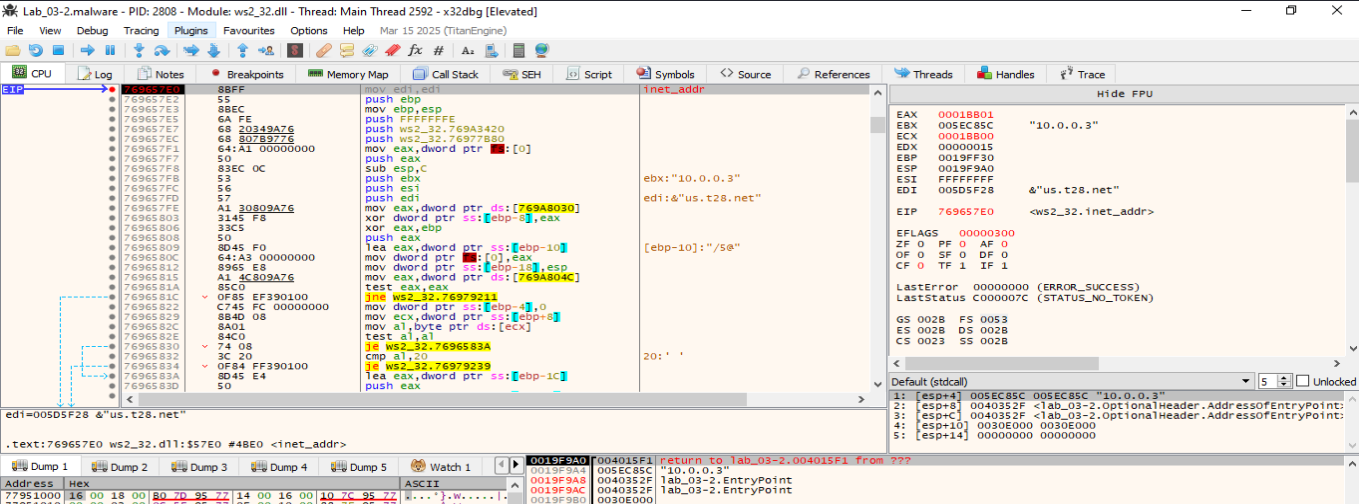 Lab_03-2.malware - PID: 2808 - Module: ws2_32.dll - Thread: Main Thread 2592 - x32dbg [Elevated]
File View Debug Tracing Plugins Favourites Options Help Mar 15 2025 (TitanEngine)
CPU Log Notes Breakpoints Memory Map Call Stack SEH Script Symbols Source References Threads Handles Trace
EIP 769657E0 8BFF mov edi,edi inet_addr
769657E2 55 push ebp
769657E3 8BEC mov ebp,esp
769657E5 6A FE push FFFFFFFE
769657E7 68 20349A76 push ws2_32.769A3420
769657EC 68 807B9776 push ws2_32.76977B80
769657F1 64:A1 00000000 mov eax,dword ptr fs:[0]
769657F7 50 push eax
769657F8 83EC 0C sub esp,C
769657FB 53 push ebx ebx:"10.0.0.3"
769657FC 56 push esi
769657FD 57 push edi edi:&"us.t28.net"
769657FE A1 30809A76 mov eax,dword ptr ds:[769A8030]
76965803 3145 F8 xor dword ptr ss:[ebp-8],eax
76965806 33C5 xor eax,ebp
76965808 50 push eax
76965809 8D45 F0 lea eax,dword ptr ss:[ebp-10] [ebp-10]:"/5@"
7696580C 64:A3 00000000 mov dword ptr fs:[0],eax
76965812 8965 E8 mov dword ptr ss:[ebp-18],esp
76965815 A1 4C809A76 mov eax,dword ptr ds:[769A804C]
7696581A 85C0 test eax,eax
7696581C 0F85 EF390100 jne ws2_32.76979211
76965822 C745 FC 00000000 mov dword ptr ss:[ebp-4],0
76965829 8B4D 08 mov ecx,dword ptr ss:[ebp+8]
7696582C 8A01 mov al,byte ptr ds:[ecx]
7696582E 84C0 test al,al
76965830 74 08 je ws2_32.7696583A
76965832 3C 20 cmp al,20 20:' '
76965834 0F84 FF390100 je ws2_32.76979239
7696583A 8D45 E4 lea eax,dword ptr ss:[ebp-1C]
7696583D 50 push eax
Hide FPU
EAX 0001BB01
EBX 005EC85C "10.0.0.3"
ECX 0001BB00
EDX 00000015
EBP 0019FF30
ESP 0019F9A0
ESI FFFFFFFF
EDI 005D5F28 &"us.t28.net"
EIP 769657E0 <ws2_32.inet_addr>
EFLAGS 00000300
ZF 0 PF 0 AF 0
OF 0 SF 0 DF 0
CF 0 TF 1 IF 1
LastError 00000000 (ERROR_SUCCESS)
LastStatus C000007C (STATUS_NO_TOKEN)
GS 002B FS 0053
ES 002B DS 002B
CS 0023 SS 002B
Default (stdcall) 5 Unlocked
1: [esp+4] 005EC85C 005EC85C "10.0.0.3"
2: [esp+8] 0040352F <lab_03-2.OptionalHeader.AddressOfEntryPoint>
3: [esp+C] 0040352F <lab_03-2.OptionalHeader.AddressOfEntryPoint>
4: [esp+10] 0030E000 0030E000
5: [esp+14] 00000000 00000000
edi=005D5F28 &"us.t28.net"
.text:769657E0 ws2_32.dll:$57E0 #4BE0 <inet_addr>
Dump 1 Dump 2 Dump 3 Dump 4 Dump 5 Watch 1
Address Hex ASCII
77951000 16 00 18 00 B0 7D 95 77 14 00 16 00 10 7C 95 77
0019F9A0 004015F1 return to lab_03-2.004015F1 from ???
0019F9A4 005EC85C "10.0.0.3"
0019F9A8 0040352F lab_03-2.EntryPoint
0019F9AC 0040352F lab_03-2.EntryPoint
0019F9B0 0030E000